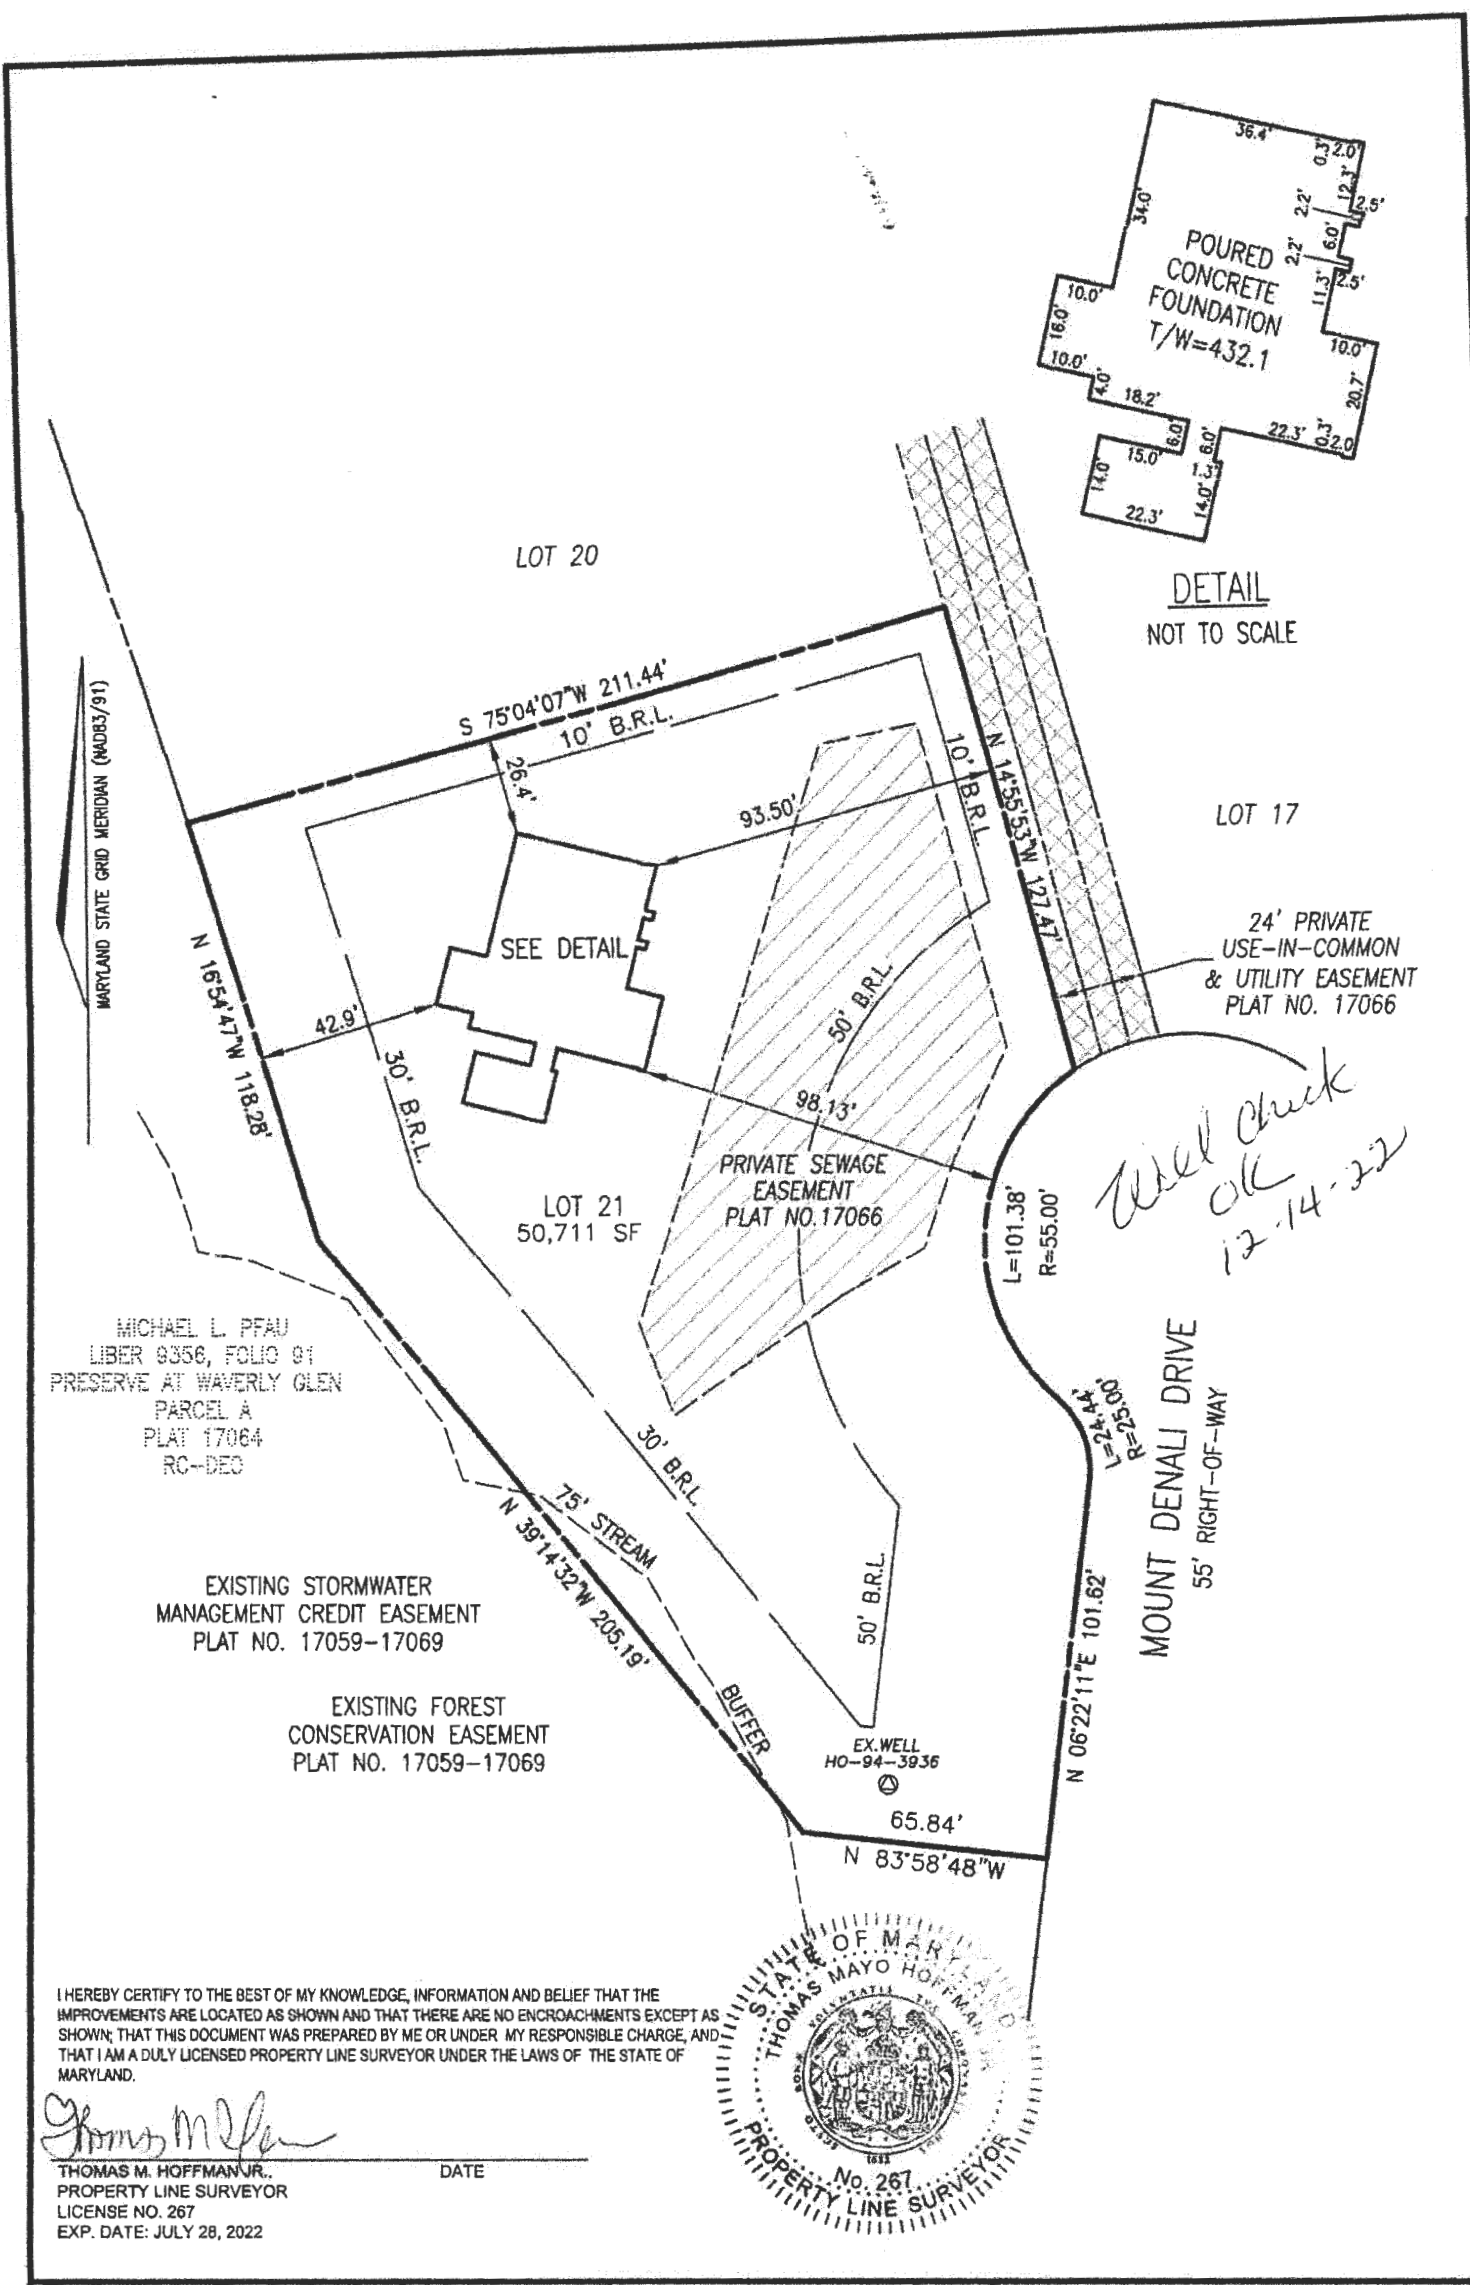 36.4'
0.3'
2.0'
12.3'
2.5'
2.2'
6.0'
2.2'
2.5'
11.3'
34.0'
POURED
CONCRETE
FOUNDATION
T/W=432.1
10.0'
16.0'
10.0'
4.0'
18.2'
6.0'
15.0'
14.0'
22.3'
14.0'
1.3'
6.0'
22.3'
0.3'
2.0
20.7'
10.0'
DETAIL
NOT TO SCALE
LOT 20
S 75°04'07"W 211.44'
10' B.R.L.
26.4'
93.50'
10' B.R.L.
N 14°55'53"W 127.47'
LOT 17
24' PRIVATE
USE-IN-COMMON
& UTILITY EASEMENT
PLAT NO. 17066
MARYLAND STATE GRID MERIDIAN (NAD83/91)
SEE DETAIL
N 16°54'47"W 118.28'
42.9'
30' B.R.L.
50' B.R.L.
98.13'
PRIVATE SEWAGE
EASEMENT
PLAT NO.17066
LOT 21
50,711 SF
L=101.38'
R=55.00'
Check
OK
12-14-22
MICHAEL L. PFAU
LIBER 9356, FOLIO 91
PRESERVE AT WAVERLY GLEN
PARCEL A
PLAT 17064
RC-DEO
L=24.44'
R=25.00'
MOUNT DENALI DRIVE
55' RIGHT-OF-WAY
30' B.R.L.
75' STREAM
BUFFER
N 39°14'32"W 205.19'
50' B.R.L.
N 06°22'11"E 101.62'
EXISTING STORMWATER
MANAGEMENT CREDIT EASEMENT
PLAT NO. 17059-17069
EXISTING FOREST
CONSERVATION EASEMENT
PLAT NO. 17059-17069
EX.WELL
HO-94-3936
65.84'
N 83°58'48"W
I HEREBY CERTIFY TO THE BEST OF MY KNOWLEDGE, INFORMATION AND BELIEF THAT THE
IMPROVEMENTS ARE LOCATED AS SHOWN AND THAT THERE ARE NO ENCROACHMENTS EXCEPT AS
SHOWN; THAT THIS DOCUMENT WAS PREPARED BY ME OR UNDER MY RESPONSIBLE CHARGE, AND
THAT I AM A DULY LICENSED PROPERTY LINE SURVEYOR UNDER THE LAWS OF THE STATE OF
MARYLAND.
THOMAS M. HOFFMAN JR.
DATE
PROPERTY LINE SURVEYOR
LICENSE NO. 267
EXP. DATE: JULY 28, 2022
STATE OF MARYLAND
THOMAS MAYO HOFFMAN JR
No. 267
PROPERTY LINE SURVEYOR
1632